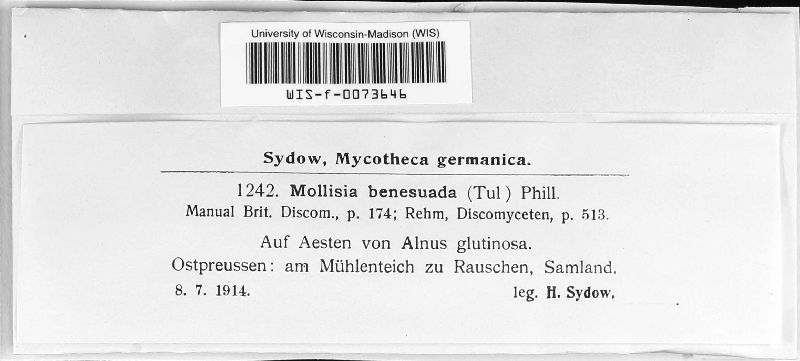 University of Wisconsin-Madison (WIS)
WIS-f-0073646
Sydow, Mycotheca germanica.
1242. Mollisia benesuada (Tul) Phill.
Manual Brit. Discom., p. 174; Rehm, Discomyceten, p. 513.
Auf Aesten von Alnus glutinosa.
Ostpreussen: am Mühlenteich zu Rauschen, Samland.
8. 7. 1914. leg. H. Sydow.